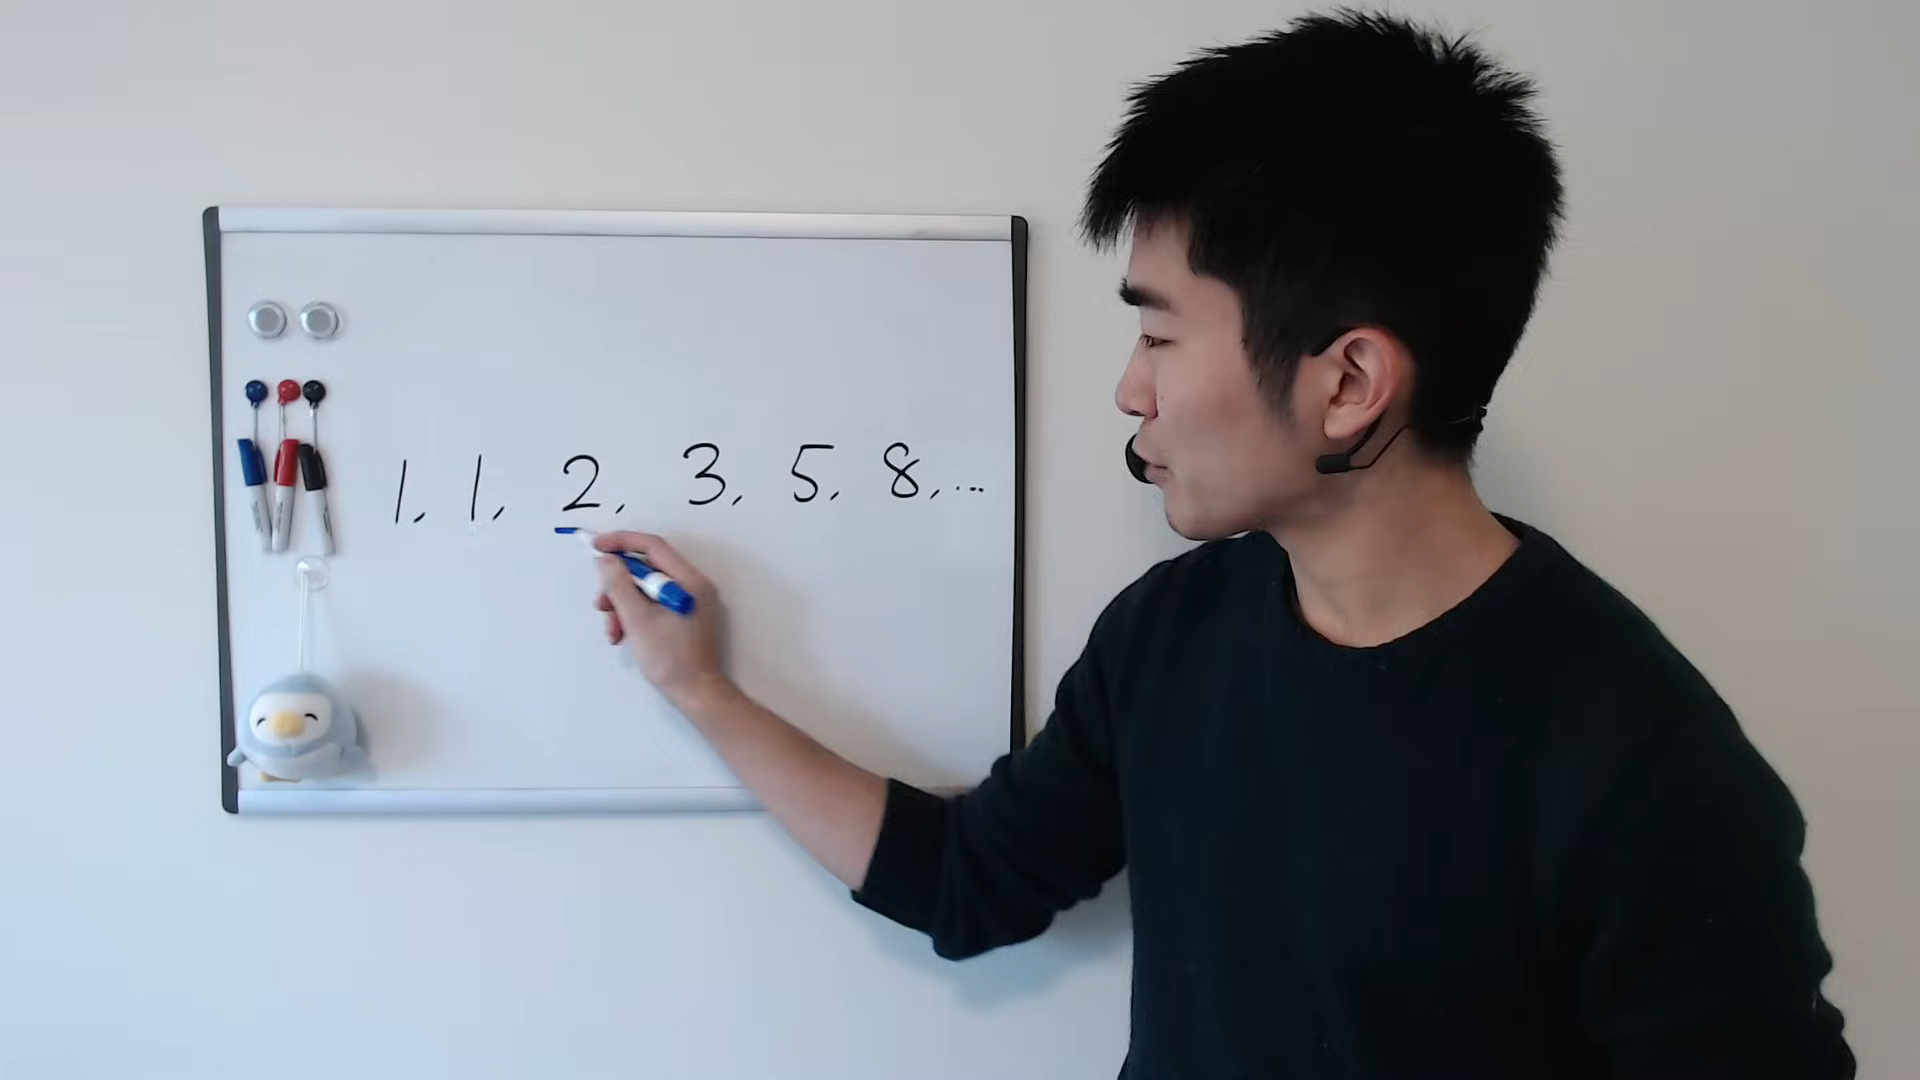 1, 1, 2, 3, 5, 8, ...